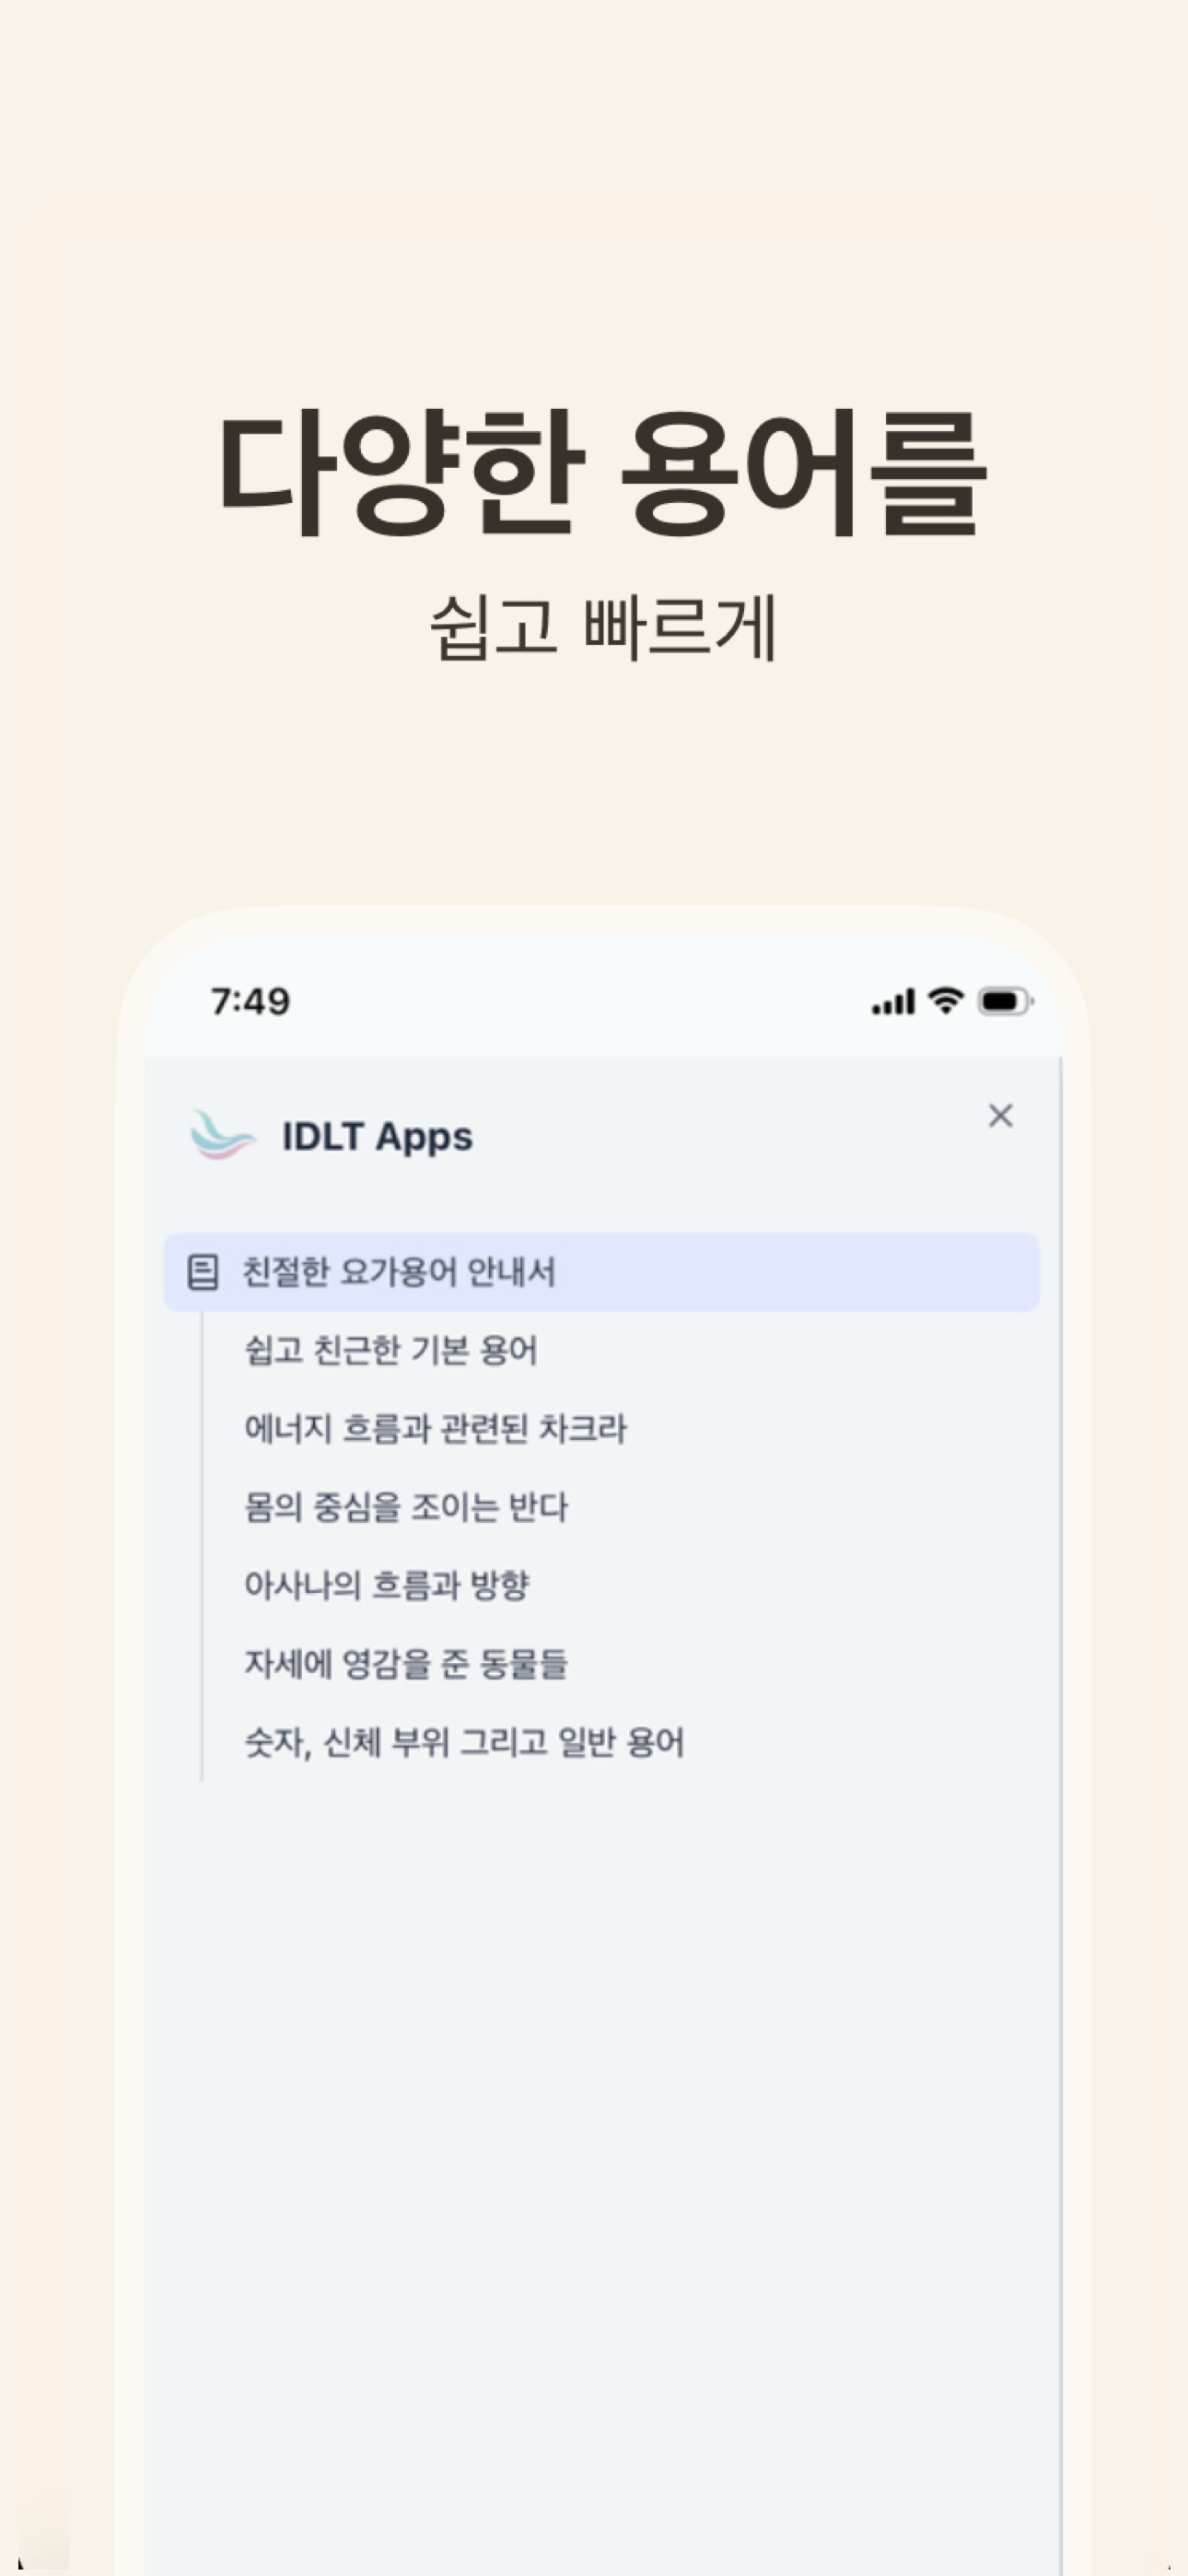 다양한 용어를
쉽고 빠르게
7:49
IDLT Apps
친절한 요가용어 안내서
쉽고 친근한 기본 용어
에너지 흐름과 관련된 차크라
몸의 중심을 조이는 반다
아사나의 흐름과 방향
자세에 영감을 준 동물들
숫자, 신체 부위 그리고 일반 용어